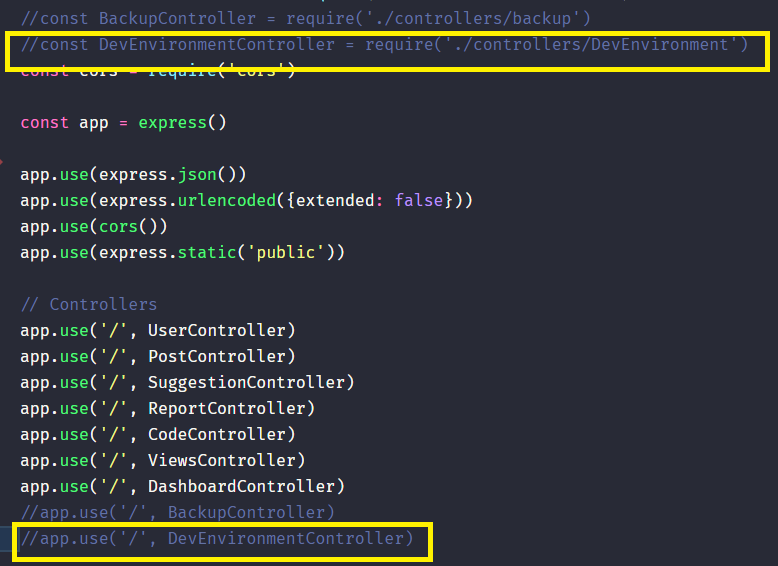 //const BackupController = require('./controllers/backup')
//const DevEnvironmentController = require('./controllers/DevEnvironment')
const cors = require('cors')
const app = express()
app.use(express.json())
app.use(express.urlencoded({extended: false}))
app.use(cors())
app.use(express.static('public'))
// Controllers
app.use('/', UserController)
app.use('/', PostController)
app.use('/', SuggestionController)
app.use('/', ReportController)
app.use('/', CodeController)
app.use('/', ViewsController)
app.use('/', DashboardController)
//app.use('/', BackupController)
//app.use('/', DevEnvironmentController)